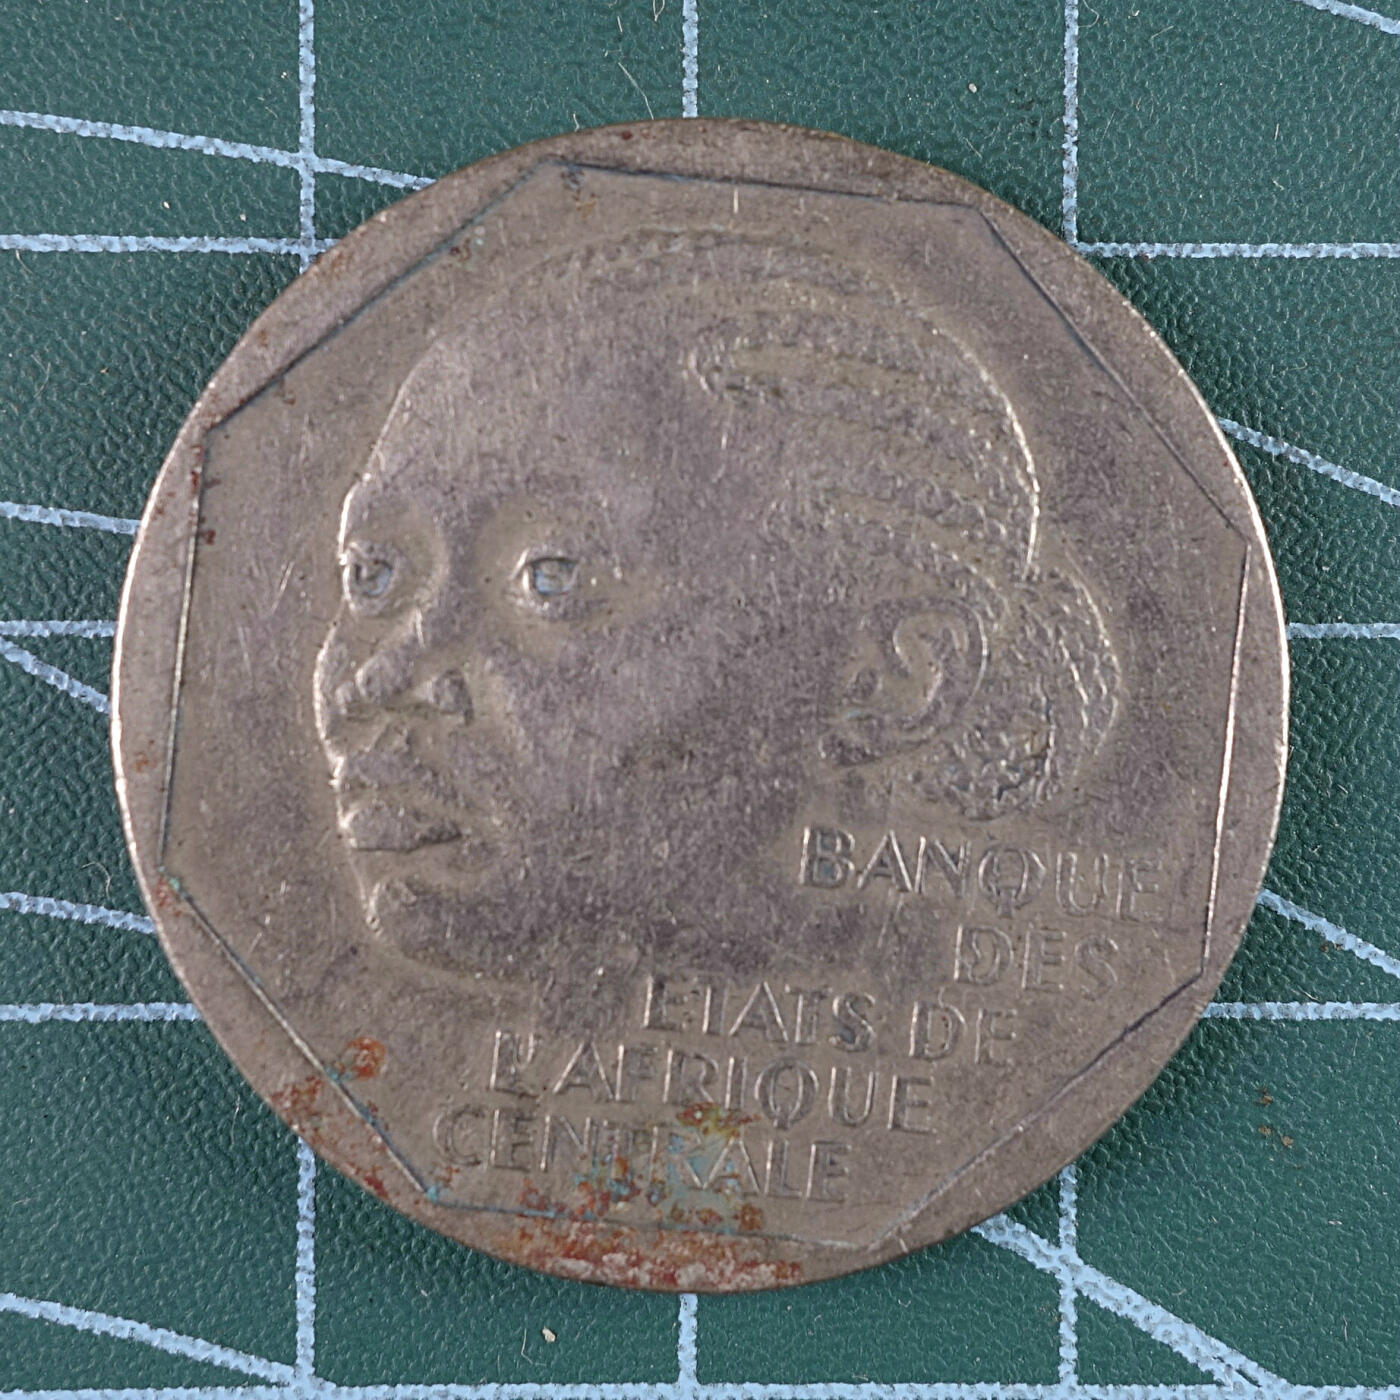 BANQUE
DES
ETATS DE
L'AFRIQUE
CENTRALE